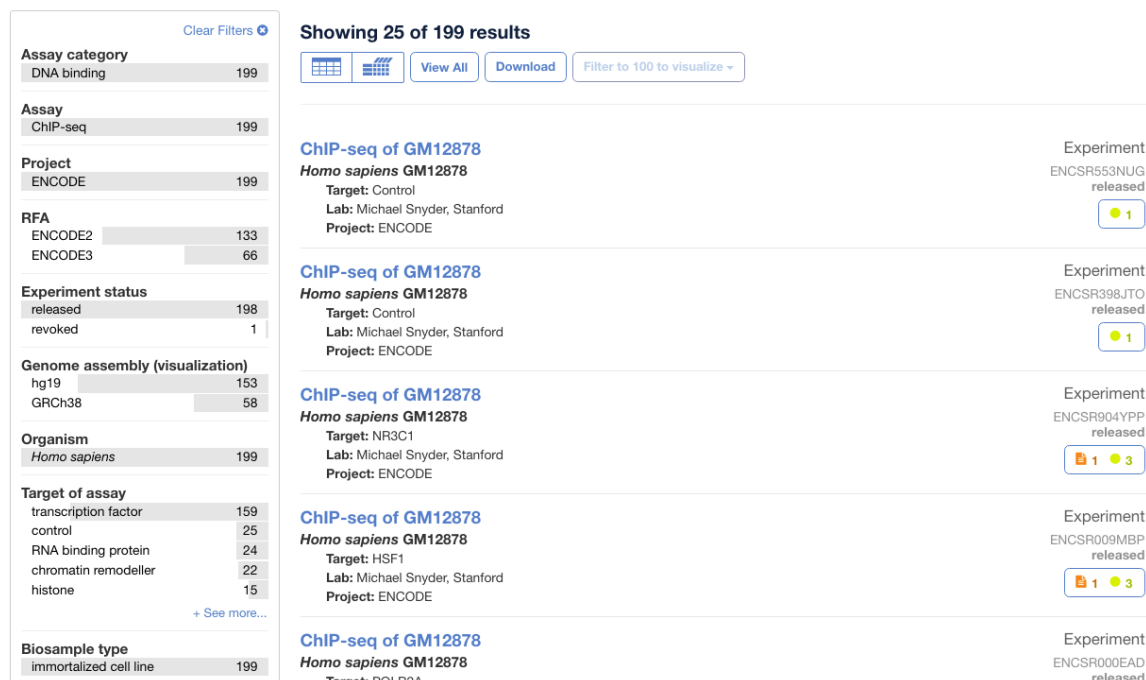 Clear Filters
Assay category
DNA binding 199
Assay
ChIP-seq 199
Project
ENCODE 199
RFA
ENCODE2 133
ENCODE3 66
Experiment status
released 198
revoked 1
Genome assembly (visualization)
hg19 153
GRCh38 58
Organism
Homo sapiens 199
Target of assay
transcription factor 159
control 25
RNA binding protein 24
chromatin remodeller 22
histone 15
+ See more...
Biosample type
immortalized cell line 199
Showing 25 of 199 results
View All Download Filter to 100 to visualize
ChIP-seq of GM12878 Experiment
Homo sapiens GM12878 ENCSR553NUG
Target: Control released
Lab: Michael Snyder, Stanford 1
Project: ENCODE
ChIP-seq of GM12878 Experiment
Homo sapiens GM12878 ENCSR398JTO
Target: Control released
Lab: Michael Snyder, Stanford 1
Project: ENCODE
ChIP-seq of GM12878 Experiment
Homo sapiens GM12878 ENCSR904YPP
Target: NR3C1 released
Lab: Michael Snyder, Stanford 1 3
Project: ENCODE
ChIP-seq of GM12878 Experiment
Homo sapiens GM12878 ENCSR009MBP
Target: HSF1 released
Lab: Michael Snyder, Stanford 1 3
Project: ENCODE
ChIP-seq of GM12878 Experiment
Homo sapiens GM12878 ENCSR000EAD
Target: POLR2A released